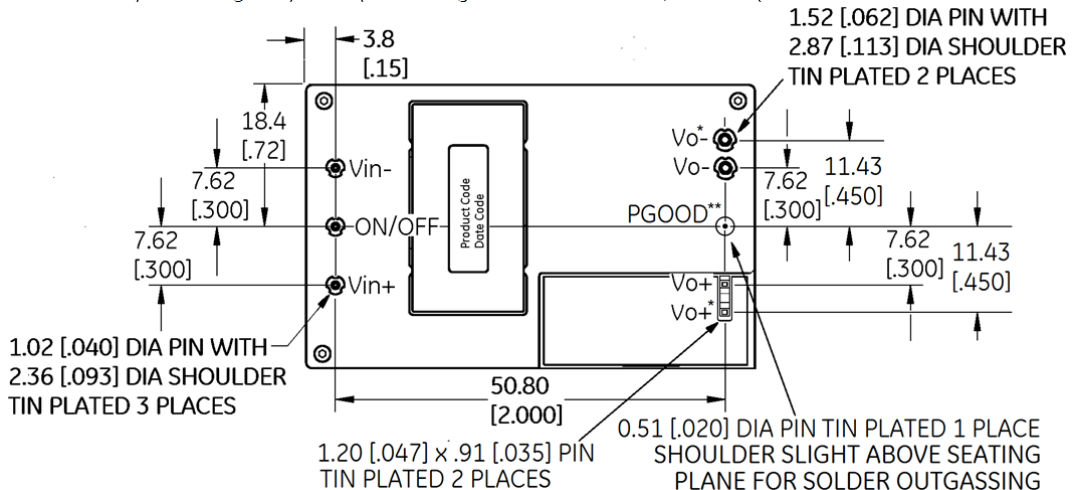 1.52 [.062] DIA PIN WITH
2.87 [.113] DIA SHOULDER
TIN PLATED 2 PLACES
3.8
[.15]
18.4
[.72]
7.62
[.300]
7.62
[.300]
Vin-
ON/OFF
Vin+
Product Code
Date Code
Vo-*
Vo-
PGOOD**
Vo+
Vo+*
7.62
[.300]
11.43
[.450]
7.62
[.300]
11.43
[.450]
1.02 [.040] DIA PIN WITH
2.36 [.093] DIA SHOULDER
TIN PLATED 3 PLACES
50.80
[2.000]
1.20 [.047] x .91 [.035] PIN
TIN PLATED 2 PLACES
0.51 [.020] DIA PIN TIN PLATED 1 PLACE
SHOULDER SLIGHT ABOVE SEATING
PLANE FOR SOLDER OUTGASSING